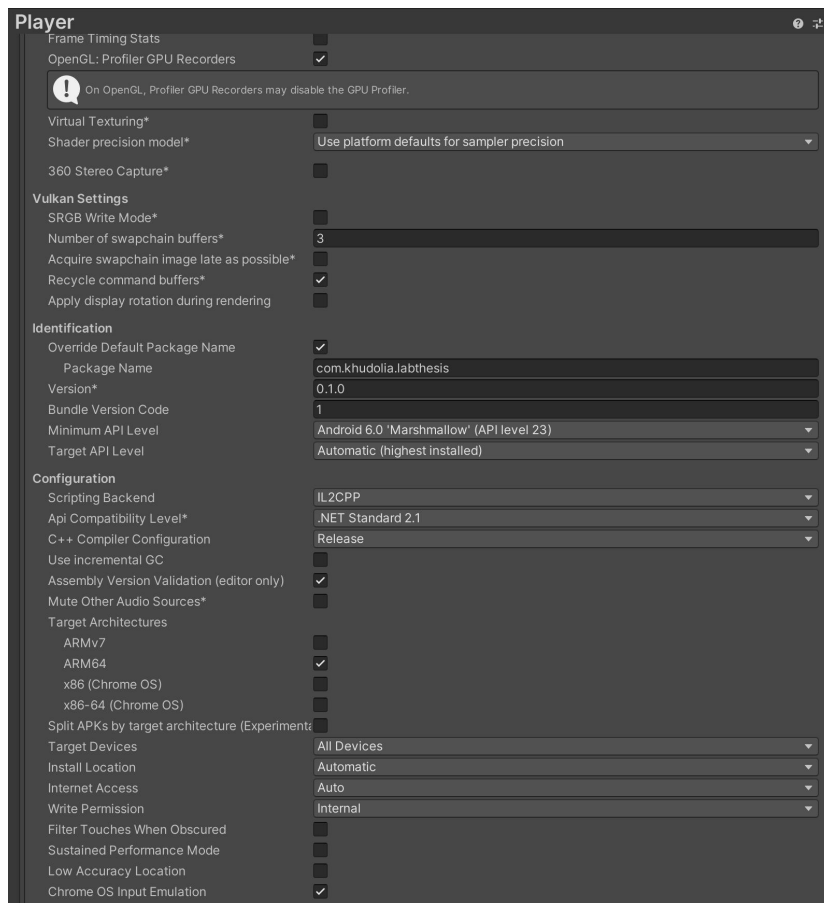 Player
Frame Timing Stats
OpenGL: Profiler GPU Recorders
On OpenGL, Profiler GPU Recorders may disable the GPU Profiler.
Virtual Texturing*
Shader precision model* Use platform defaults for sampler precision
360 Stereo Capture*
Vulkan Settings
SRGB Write Mode*
Number of swapchain buffers* 3
Acquire swapchain image late as possible*
Recycle command buffers*
Apply display rotation during rendering
Identification
Override Default Package Name
Package Name com.khudolia.labthesis
Version* 0.1.0
Bundle Version Code 1
Minimum API Level Android 6.0 'Marshmallow' (API level 23)
Target API Level Automatic (highest installed)
Configuration
Scripting Backend IL2CPP
Api Compatibility Level* .NET Standard 2.1
C++ Compiler Configuration Release
Use incremental GC
Assembly Version Validation (editor only)
Mute Other Audio Sources*
Target Architectures
ARMv7
ARM64
x86 (Chrome OS)
x86-64 (Chrome OS)
Split APKs by target architecture (Experimenta
Target Devices All Devices
Install Location Automatic
Internet Access Auto
Write Permission Internal
Filter Touches When Obscured
Sustained Performance Mode
Low Accuracy Location
Chrome OS Input Emulation